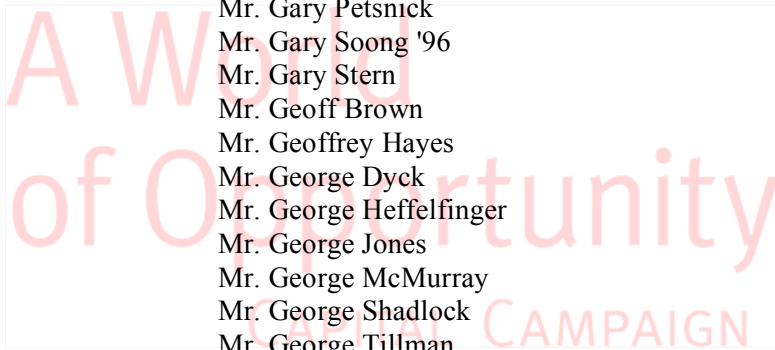 Mr. Gary Petsnick
Mr. Gary Soong '96
Mr. Gary Stern
Mr. Geoff Brown
Mr. Geoffrey Hayes
Mr. George Dyck
Mr. George Heffelfinger
Mr. George Jones
Mr. George McMurray
Mr. George Shadlock
Mr. George Tillman
A World
of Opportunity
CAPITAL CAMPAIGN